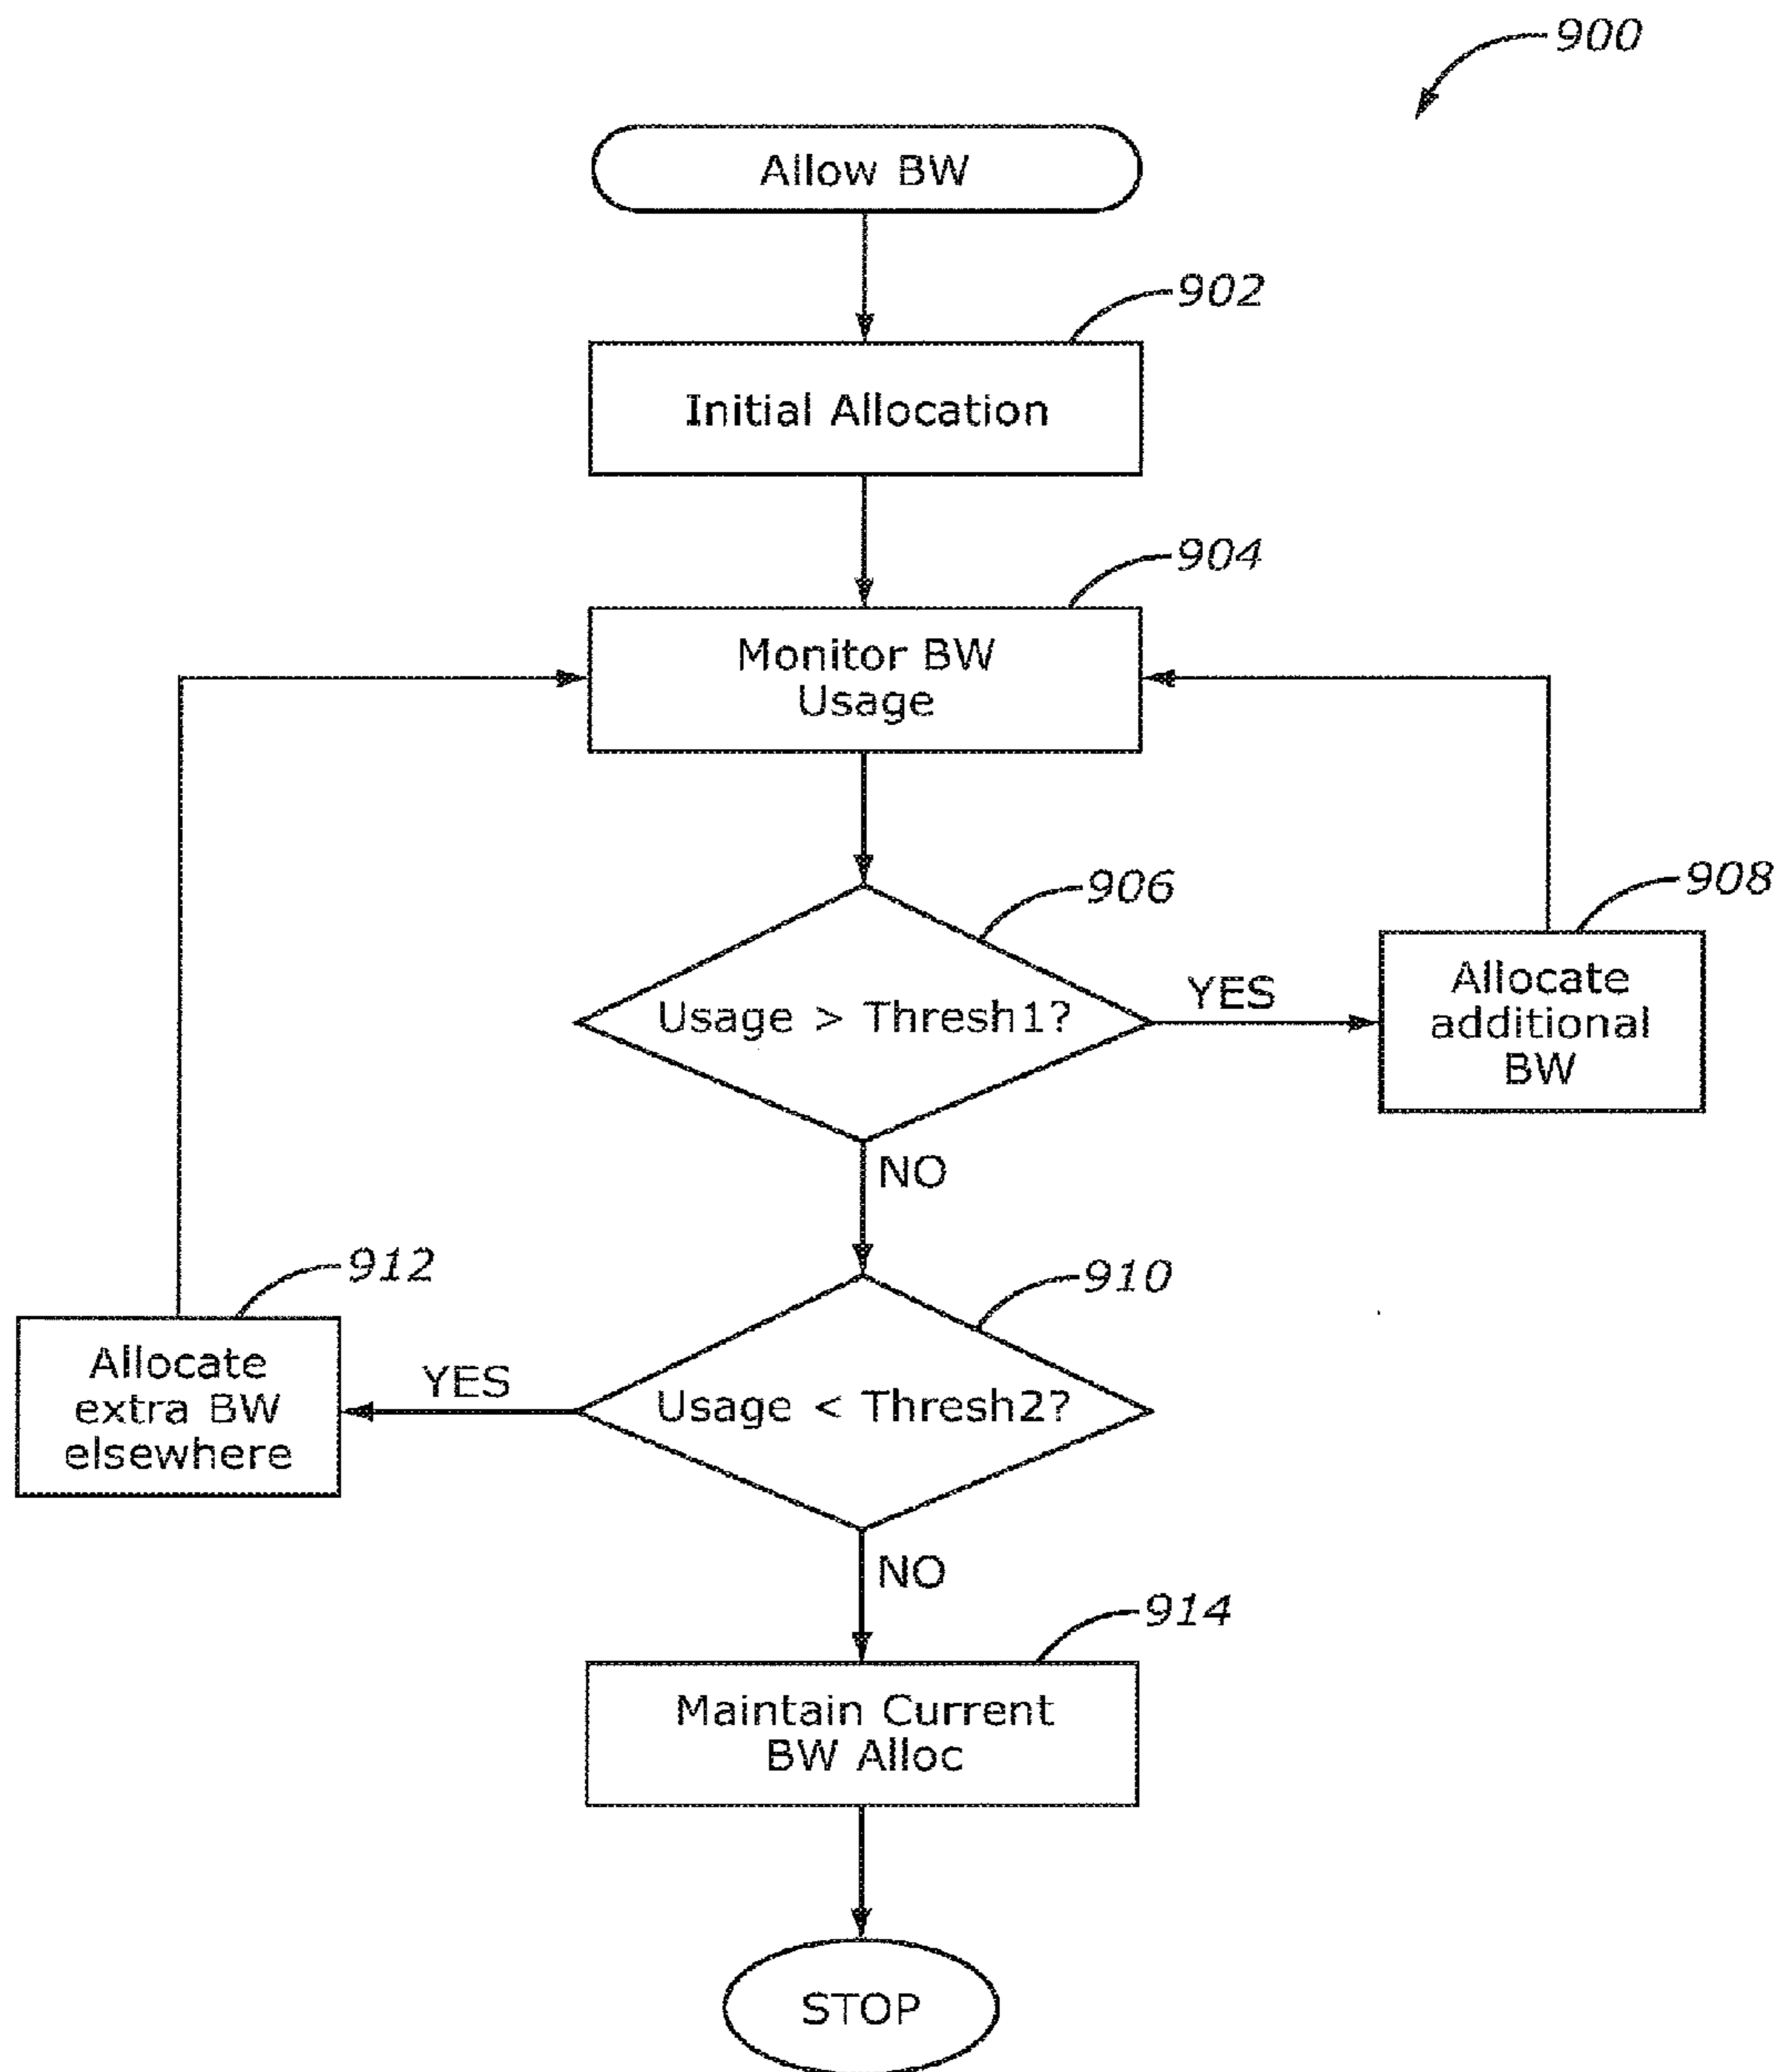 900
Allow BW
902
Initial Allocation
904
Monitor BW
Usage
906
908
Usage > Thresh1?
YES
Allocate
additional
BW
NO
912
910
Allocate
extra BW
elsewhere
YES
Usage < Thresh2?
NO
914
Maintain Current
BW Alloc
STOP